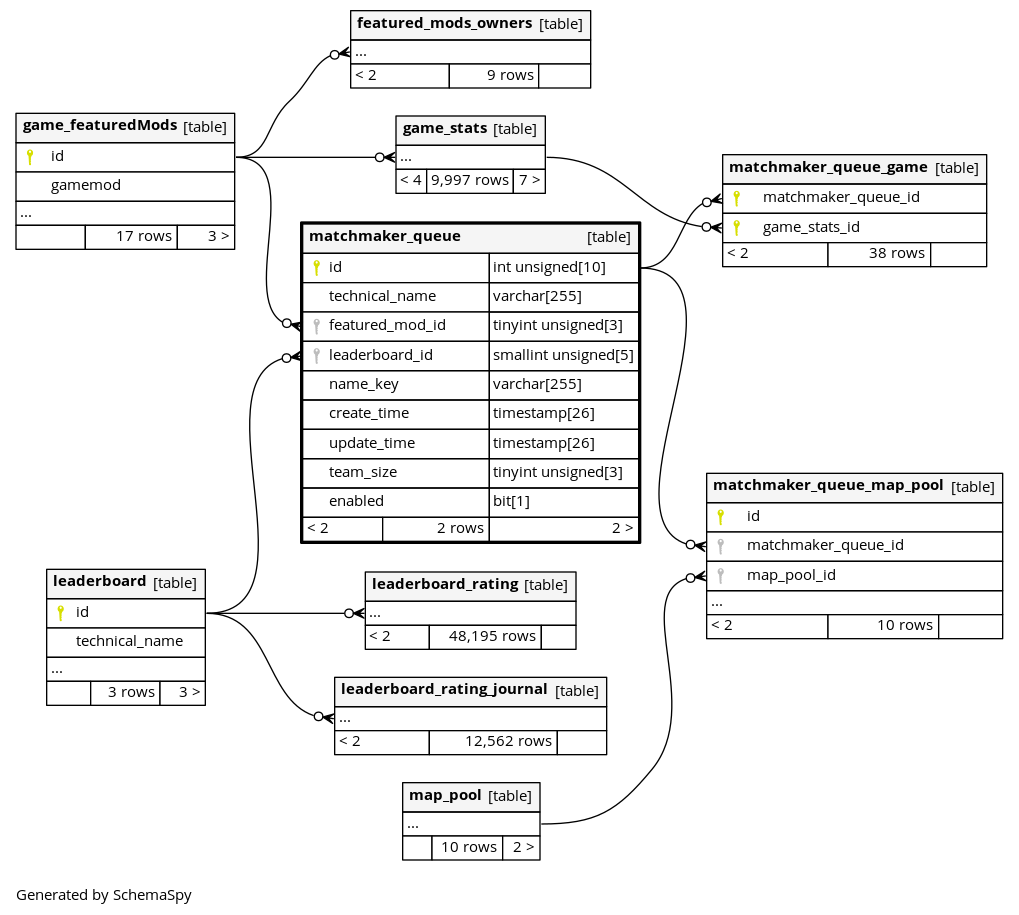 featured_mods_owners [table]
...
< 2 9 rows
game_featuredMods [table]
id
gamemod
...
17 rows 3 >
game_stats [table]
...
< 4 9,997 rows 7 >
matchmaker_queue_game [table]
matchmaker_queue_id
game_stats_id
< 2 38 rows
matchmaker_queue [table]
id int unsigned[10]
technical_name varchar[255]
featured_mod_id tinyint unsigned[3]
leaderboard_id smallint unsigned[5]
name_key varchar[255]
create_time timestamp[26]
update_time timestamp[26]
team_size tinyint unsigned[3]
enabled bit[1]
< 2 2 rows 2 >
matchmaker_queue_map_pool [table]
id
matchmaker_queue_id
map_pool_id
...
< 2 10 rows
leaderboard [table]
id
technical_name
...
3 rows 3 >
leaderboard_rating [table]
...
< 2 48,195 rows
leaderboard_rating_journal [table]
...
< 2 12,562 rows
map_pool [table]
...
10 rows 2 >
Generated by SchemaSpy